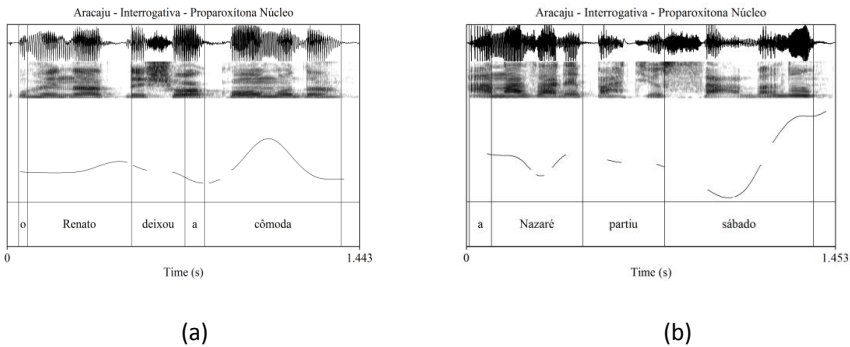 Aracaju - Interrogativa - Proparoxítona Núcleo
o Renato deixou a cômoda
0 1.443
Time (s)
(a)
Aracaju - Interrogativa - Proparoxítona Núcleo
a Nazaré partiu sábado
0 1.453
Time (s)
(b)